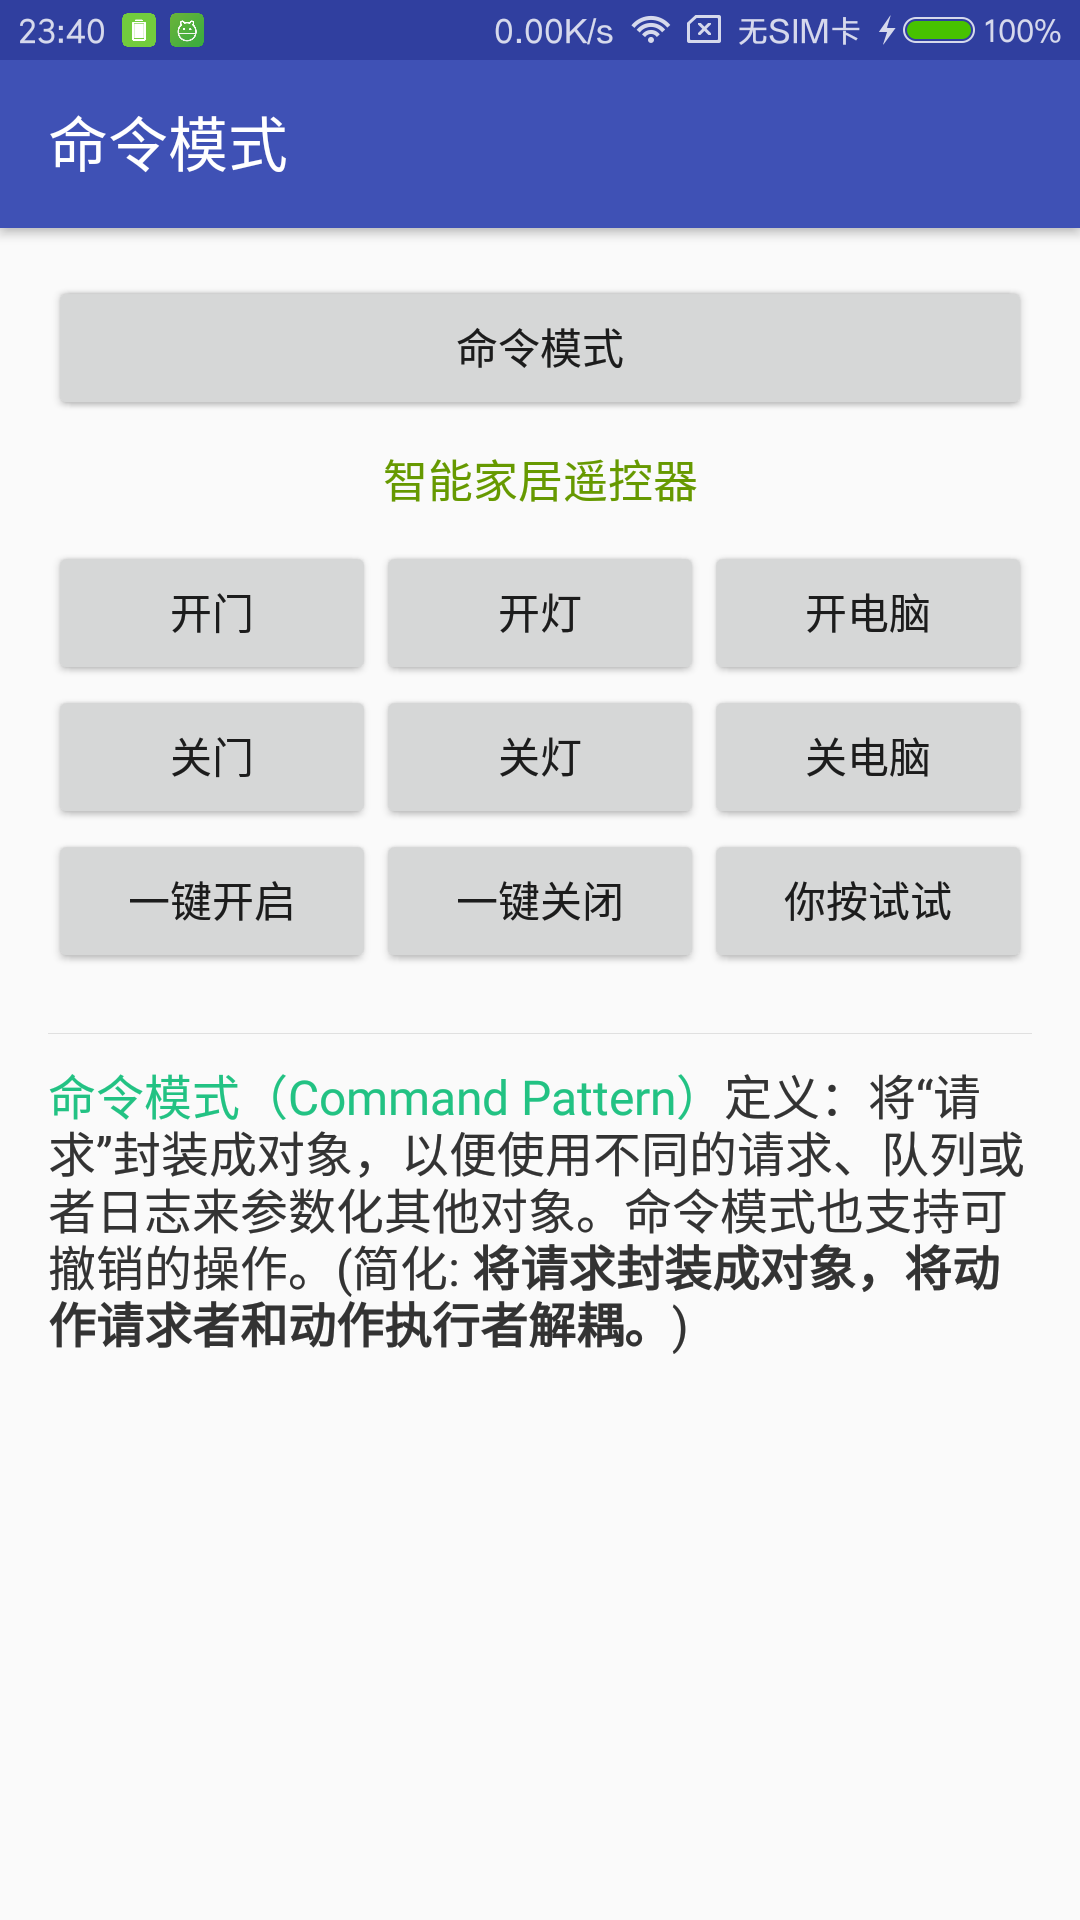 23:40 0.00K/s 无SIM卡 100%
命令模式
命令模式
智能家居遥控器
开门 开灯 开电脑
关门 关灯 关电脑
一键开启 一键关闭 你按试试
命令模式（Command Pattern）定义：将“请
求”封装成对象，以便使用不同的请求、队列或
者日志来参数化其他对象。命令模式也支持可
撤销的操作。(简化: 将请求封装成对象，将动
作请求者和动作执行者解耦。)